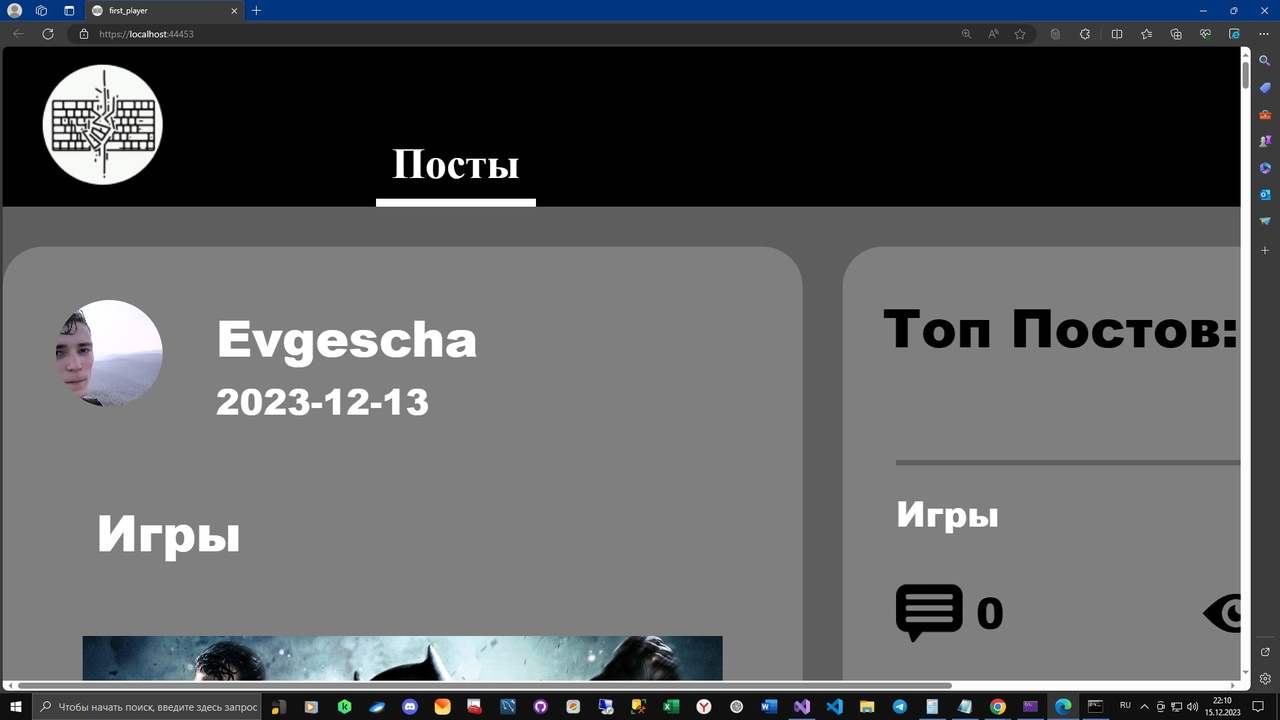 first_player
https://localhost:44453
Посты
Evgescha
2023-12-13
Игры
Топ Постов:
Игры
0
Чтобы начать поиск, введите здесь запрос
RU
22:10
15.12.2023